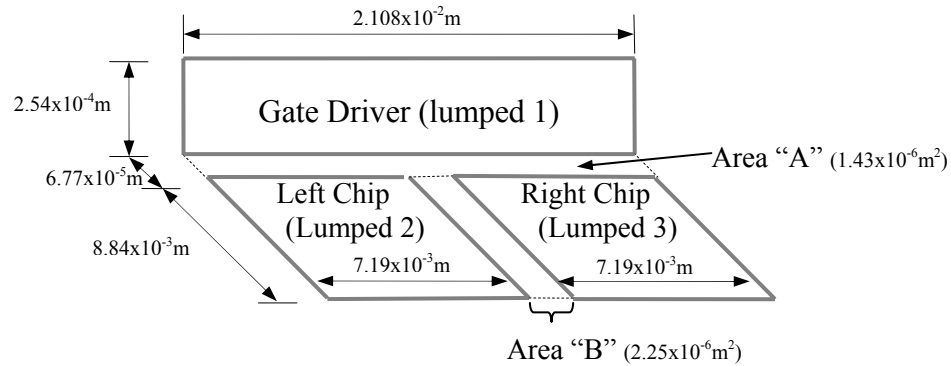 2.108x10⁻²m
2.54x10⁻⁴m
Gate Driver (lumped 1)
Area “A” (1.43x10⁻⁶m²)
6.77x10⁻⁵m
Left Chip
(Lumped 2)
Right Chip
(Lumped 3)
8.84x10⁻³m
7.19x10⁻³m
7.19x10⁻³m
Area “B” (2.25x10⁻⁶m²)